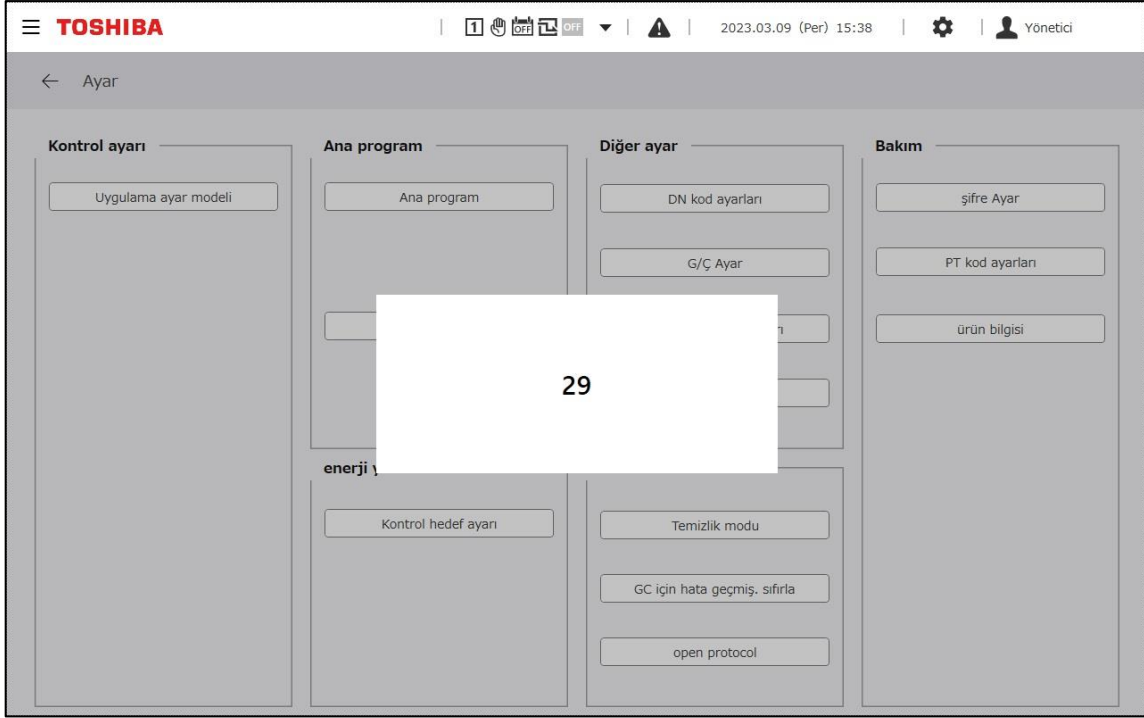 TOSHIBA
1 OFF OFF 2023.03.09 (Per) 15:38 Yönetici
Ayar
Kontrol ayarı
Uygulama ayar modeli
Ana program
Ana program
Diğer ayar
DN kod ayarları
G/Ç Ayar
Bakım
şifre Ayar
PT kod ayarları
ürün bilgisi
29
enerji
Kontrol hedef ayarı
Temizlik modu
GC için hata geçmiş. sıfırla
open protocol